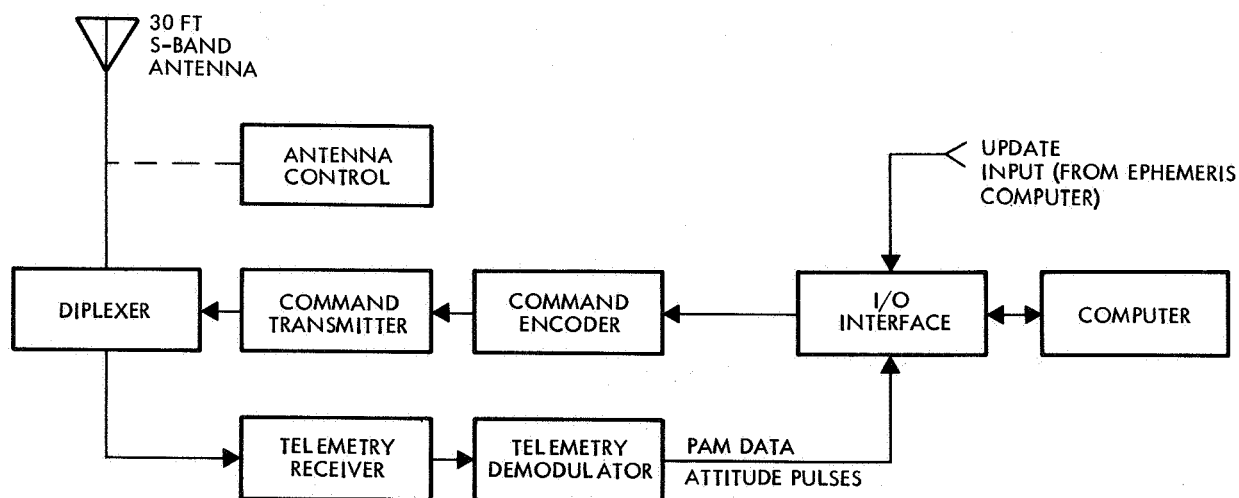 30 FT
S-BAND
ANTENNA
ANTENNA
CONTROL
UPDATE
INPUT (FROM EPHEMERIS
COMPUTER)
DIPLEXER
COMMAND
TRANSMITTER
COMMAND
ENCODER
I/O
INTERFACE
COMPUTER
TELEMETRY
RECEIVER
TELEMETRY
DEMODULATOR
PAM DATA
ATTITUDE PULSES